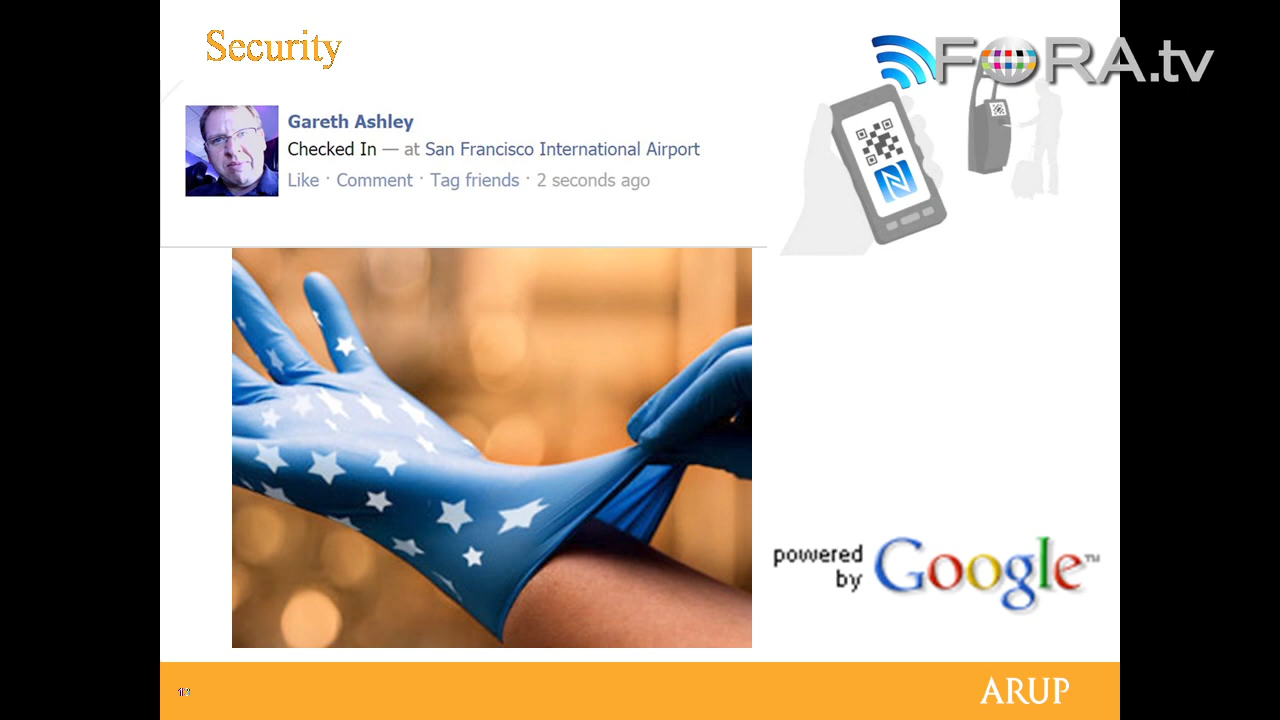 Security
FORA.tv
Gareth Ashley
Checked In — at San Francisco International Airport
Like · Comment · Tag friends · 2 seconds ago
powered
by Google™
ARUP